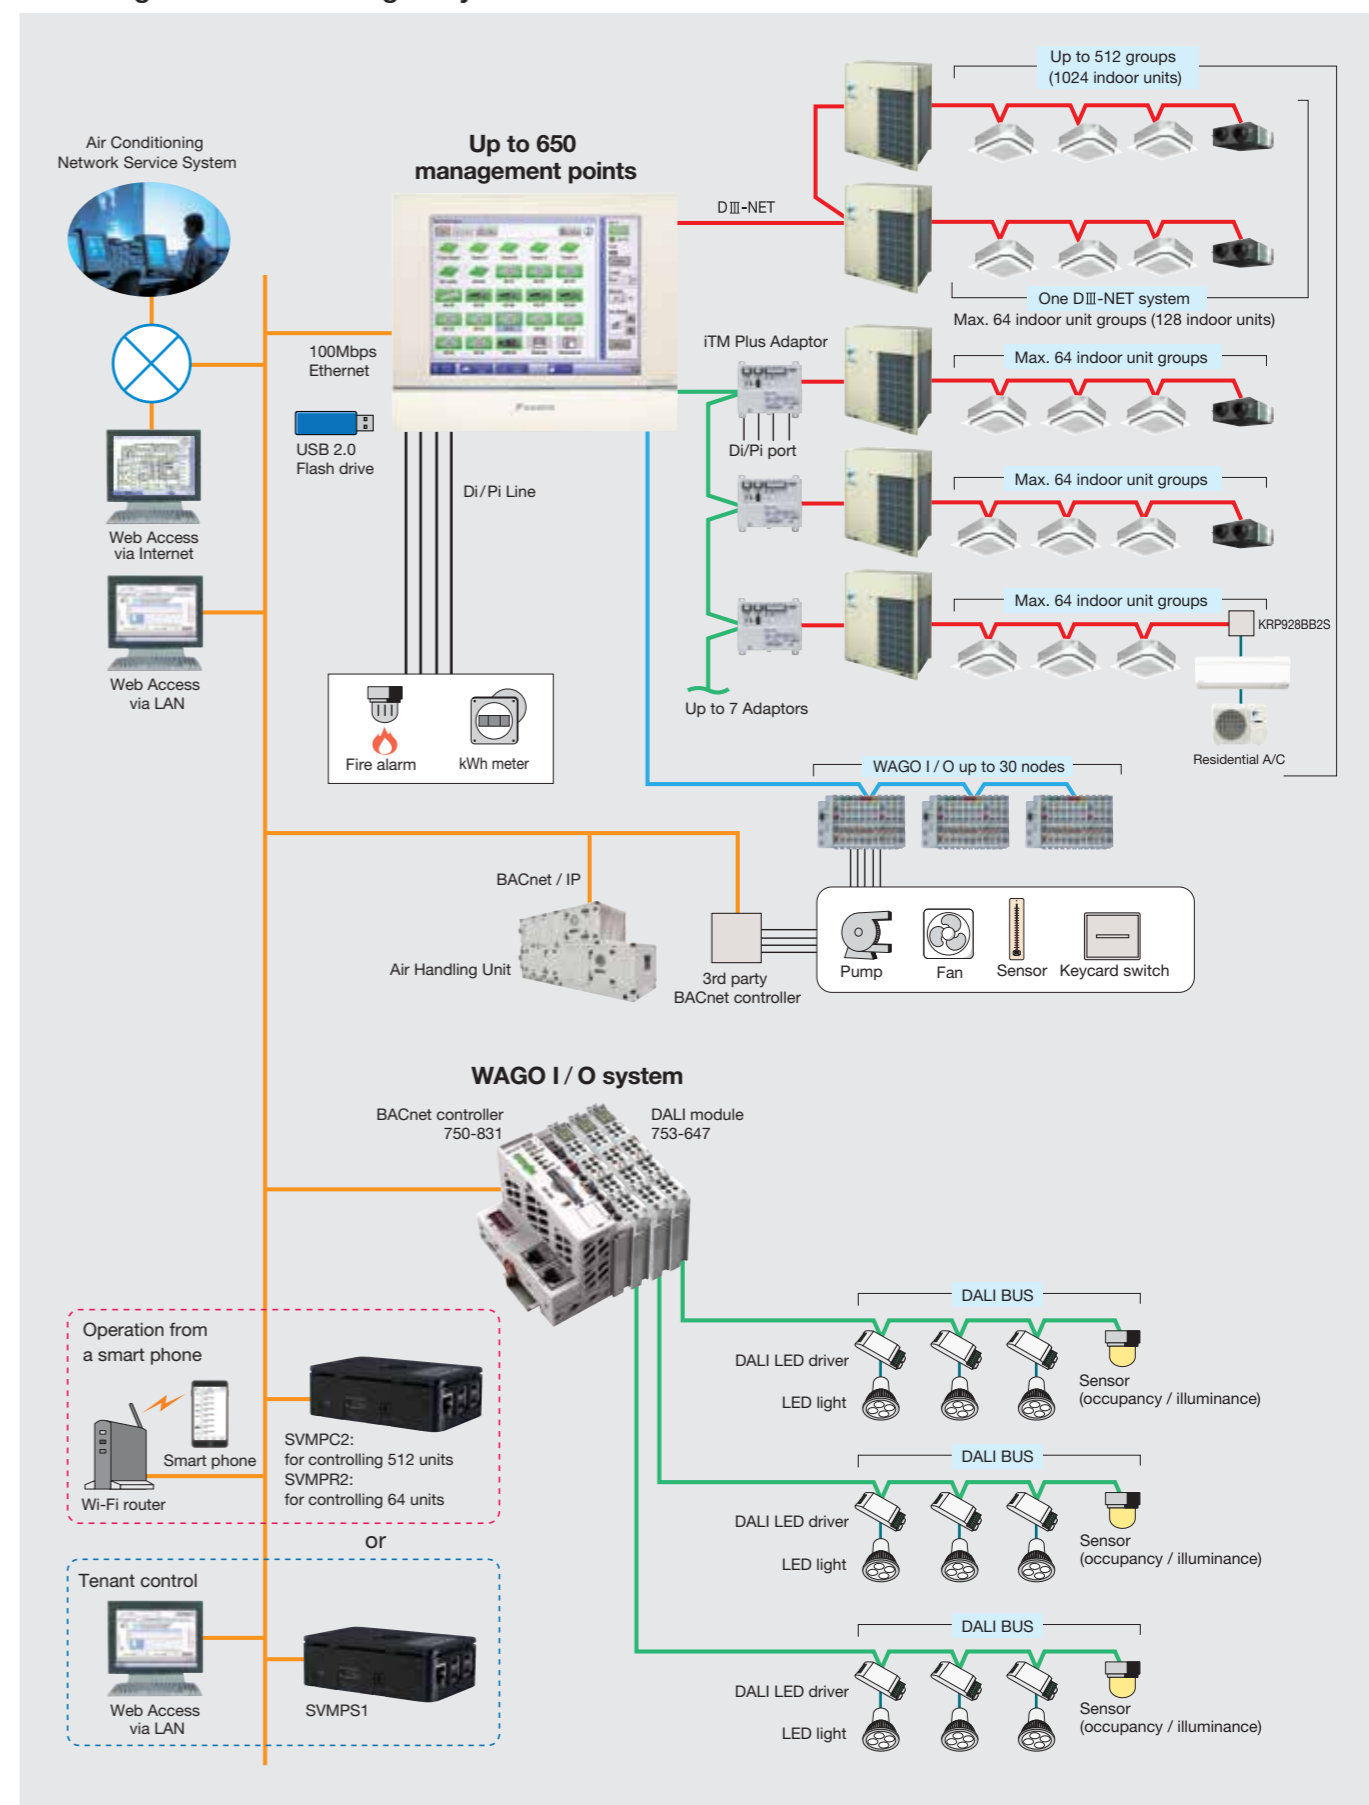 Up to 512 groups
(1024 indoor units)
Air Conditioning
Network Service System
Up to 650
management points
DⅢ-NET
One DⅢ-NET system
Max. 64 indoor unit groups (128 indoor units)
100Mbps
Ethernet
iTM Plus Adaptor
Max. 64 indoor unit groups
USB 2.0
Flash drive
Di/Pi port
Di/Pi Line
Max. 64 indoor unit groups
Web Access
via Internet
Max. 64 indoor unit groups
KRP928BB2S
Web Access
via LAN
Up to 7 Adaptors
Residential A/C
Fire alarm
kWh meter
WAGO I/O up to 30 nodes
BACnet / IP
Air Handling Unit
3rd party
BACnet controller
Pump
Fan
Sensor
Keycard switch
WAGO I/O system
BACnet controller
750-831
DALI module
753-647
Operation from
a smart phone
Smart phone
Wi-Fi router
SVMPC2:
for controlling 512 units
SVMPR2:
for controlling 64 units
DALI BUS
DALI LED driver
LED light
Sensor
(occupancy / illuminance)
DALI BUS
DALI LED driver
LED light
Sensor
(occupancy / illuminance)
or
Tenant control
Web Access
via LAN
SVMPS1
DALI BUS
DALI LED driver
LED light
Sensor
(occupancy / illuminance)